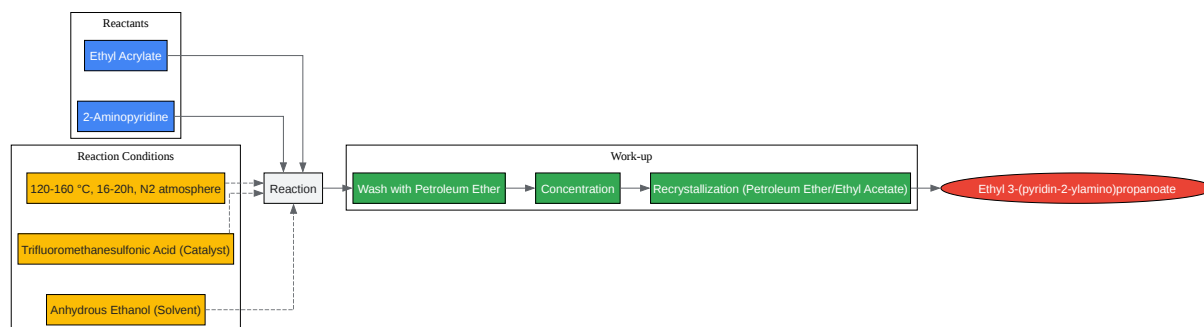 Reactants
Ethyl Acrylate
2-Aminopyridine
Reaction Conditions
120-160 °C, 16-20h, N2 atmosphere
Trifluoromethanesulfonic Acid (Catalyst)
Anhydrous Ethanol (Solvent)
Reaction
Work-up
Wash with Petroleum Ether
Concentration
Recrystallization (Petroleum Ether/Ethyl Acetate)
Ethyl 3-(pyridin-2-ylamino)propanoate